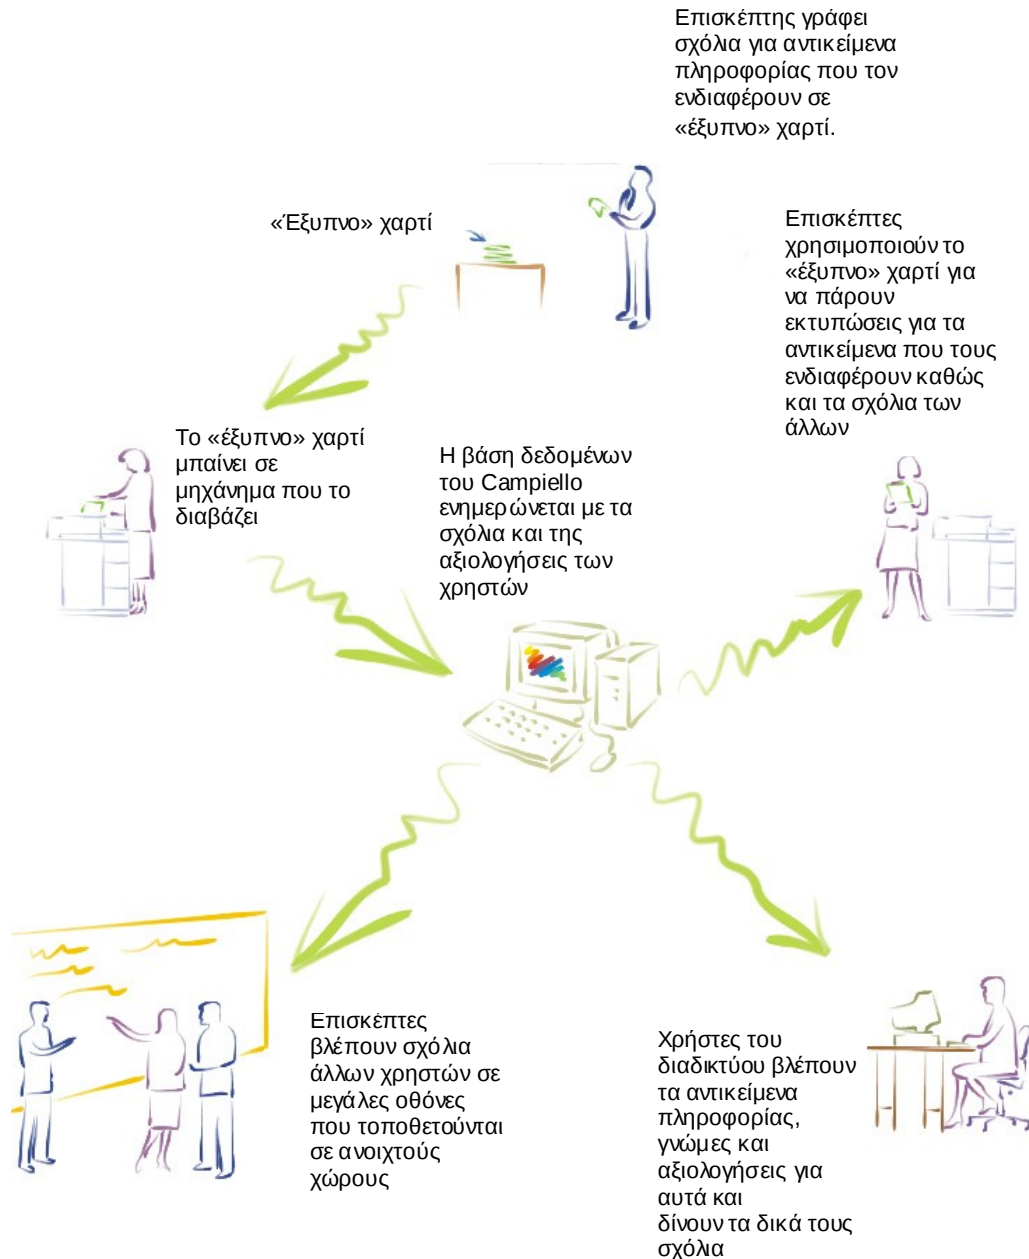 Επισκέπτης γράφει
σχόλια για αντικείμενα
πληροφορίας που τον
ενδιαφέρουν σε
«έξυπνο» χαρτί.
«Έξυπνο» χαρτί
Επισκέπτες
χρησιμοποιούν το
«έξυπνο» χαρτί για
να πάρουν
εκτυπώσεις για τα
αντικείμενα που τους
ενδιαφέρουν καθώς
και τα σχόλια των
άλλων
Το «έξυπνο» χαρτί
μπαίνει σε
μηχάνημα που το
διαβάζει
Η βάση δεδομένων
του Campiello
ενημερώνεται με τα
σχόλια και της
αξιολογήσεις των
χρηστών
Επισκέπτες
βλέπουν σχόλια
άλλων χρηστών σε
μεγάλες οθόνες
που τοποθετούνται
σε ανοιχτούς
χώρους
Χρήστες του
διαδικτύου βλέπουν
τα αντικείμενα
πληροφορίας,
γνώμες και
αξιολογήσεις για
αυτά και
δίνουν τα δικά τους
σχόλια